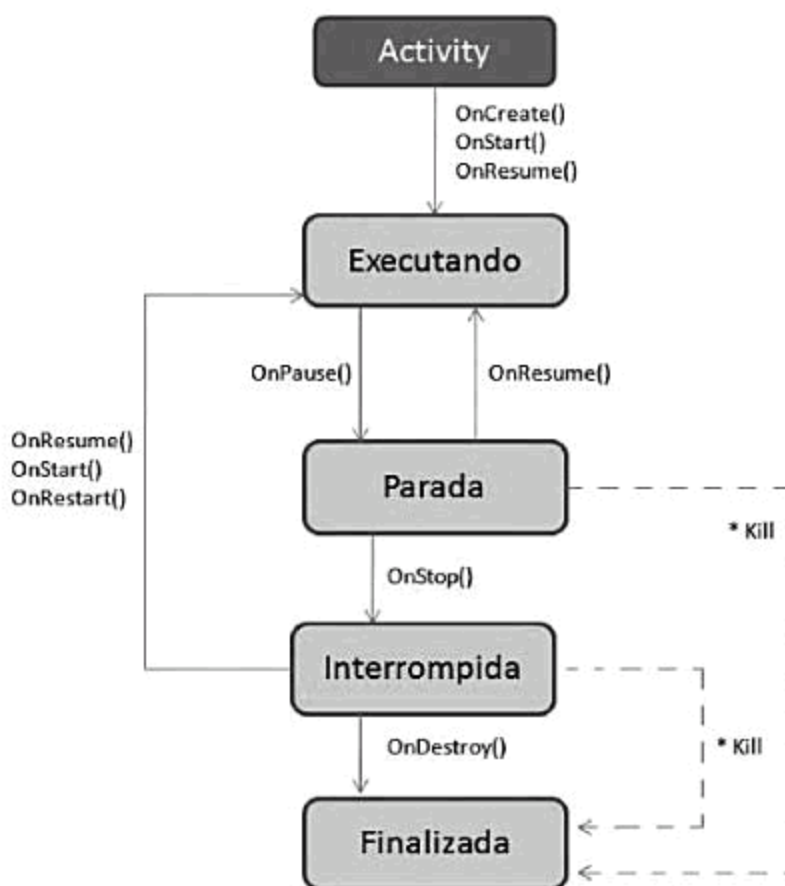 Activity
OnCreate()
OnStart()
OnResume()
Executando
OnPause()
OnResume()
OnResume()
OnStart()
OnRestart()
Parada
* Kill
OnStop()
Interrompida
OnDestroy()
* Kill
Finalizada